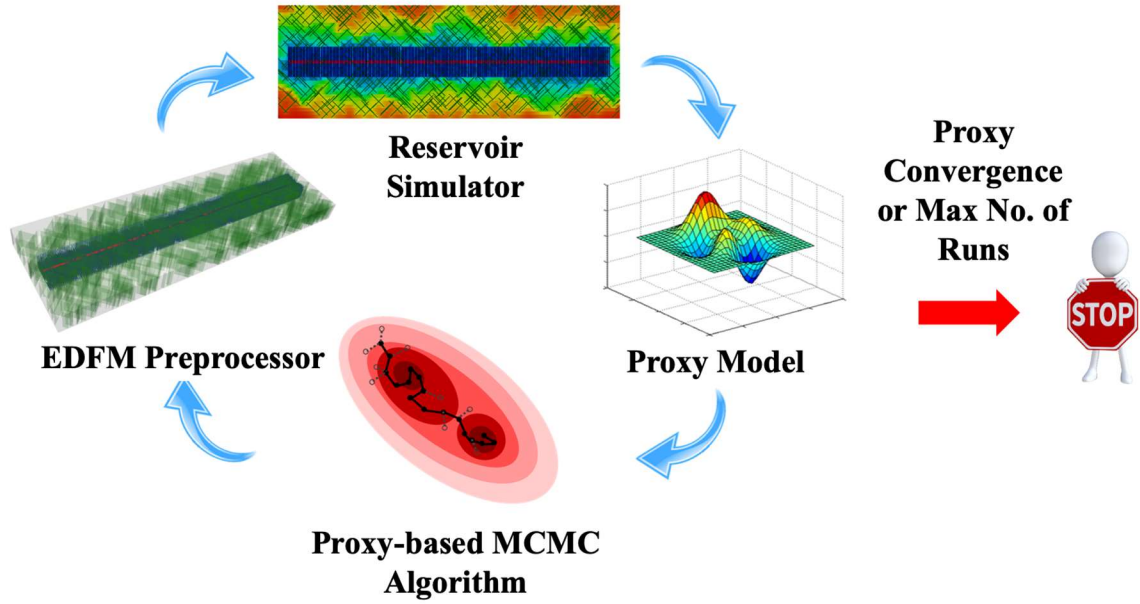 Reservoir
Simulator
Proxy
Convergence
or Max No. of
Runs
STOP
EDFM Preprocessor
Proxy Model
Proxy-based MCMC
Algorithm